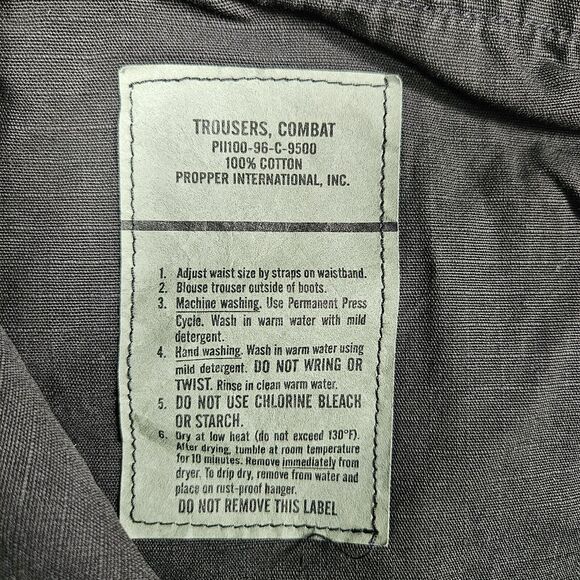 TROUSERS, COMBAT
PII100-96-C-9500
100% COTTON
PROPPER INTERNATIONAL, INC.
1. Adjust waist size by straps on waistband.
2. Blouse trouser outside of boots.
3. Machine washing. Use Permanent Press
Cycle. Wash in warm water with mild
detergent.
4. Hand washing. Wash in warm water using
mild detergent. DO NOT WRING OR
TWIST. Rinse in clean warm water.
5. DO NOT USE CHLORINE BLEACH
OR STARCH.
6. Dry at low heat (do not exceed 130°F).
After drying, tumble at room temperature
for 10 minutes. Remove immediately from
dryer. To drip dry, remove from water and
place on rust-proof hanger.
DO NOT REMOVE THIS LABEL